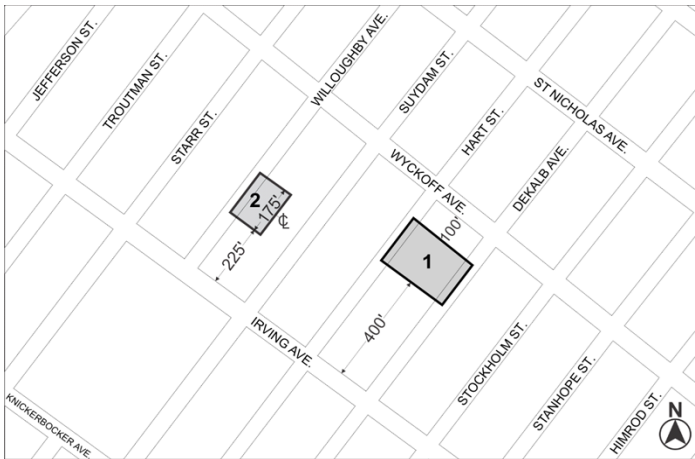 JEFFERSON ST.
TROUTMAN ST.
STARR ST.
WILLOUGHBY AVE.
SUYDAM ST.
HART ST.
ST NICHOLAS AVE.
WYCKOFF AVE.
DEKALB AVE.
2
175'
℄
225'
100'
1
400'
IRVING AVE.
STOCKHOLM ST.
STANHOPE ST.
HIMROD ST.
KNICKERBOCKER AVE.
N